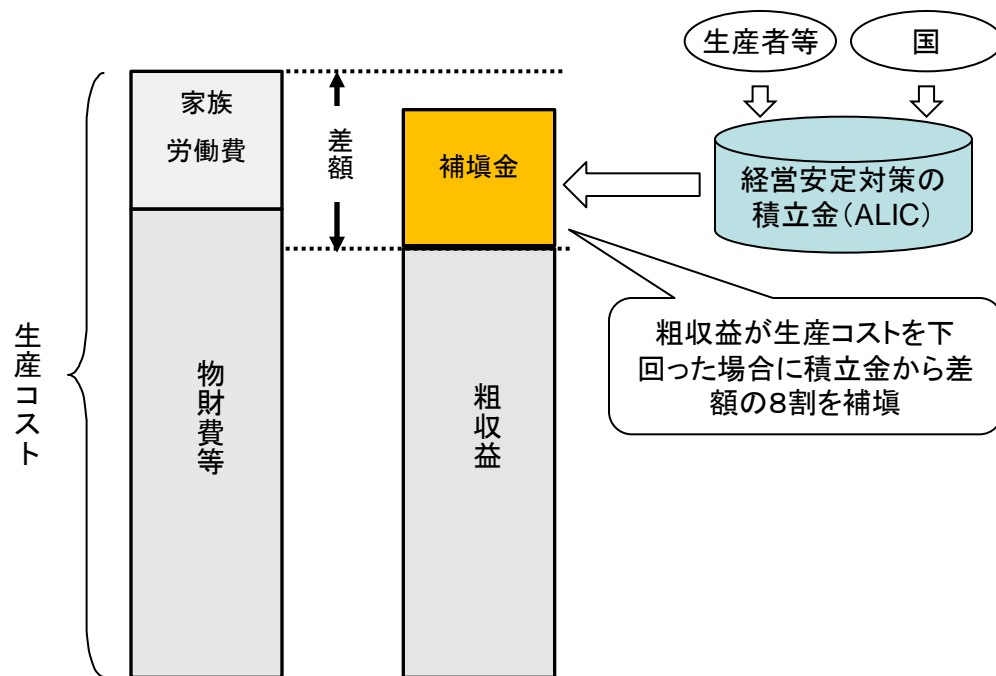 生産者等
国
家族
労働費
差額
補塡金
経営安定対策の
積立金（ALIC）
生産コスト
物財費等
粗収益
粗収益が生産コストを下
回った場合に積立金から差
額の８割を補塡